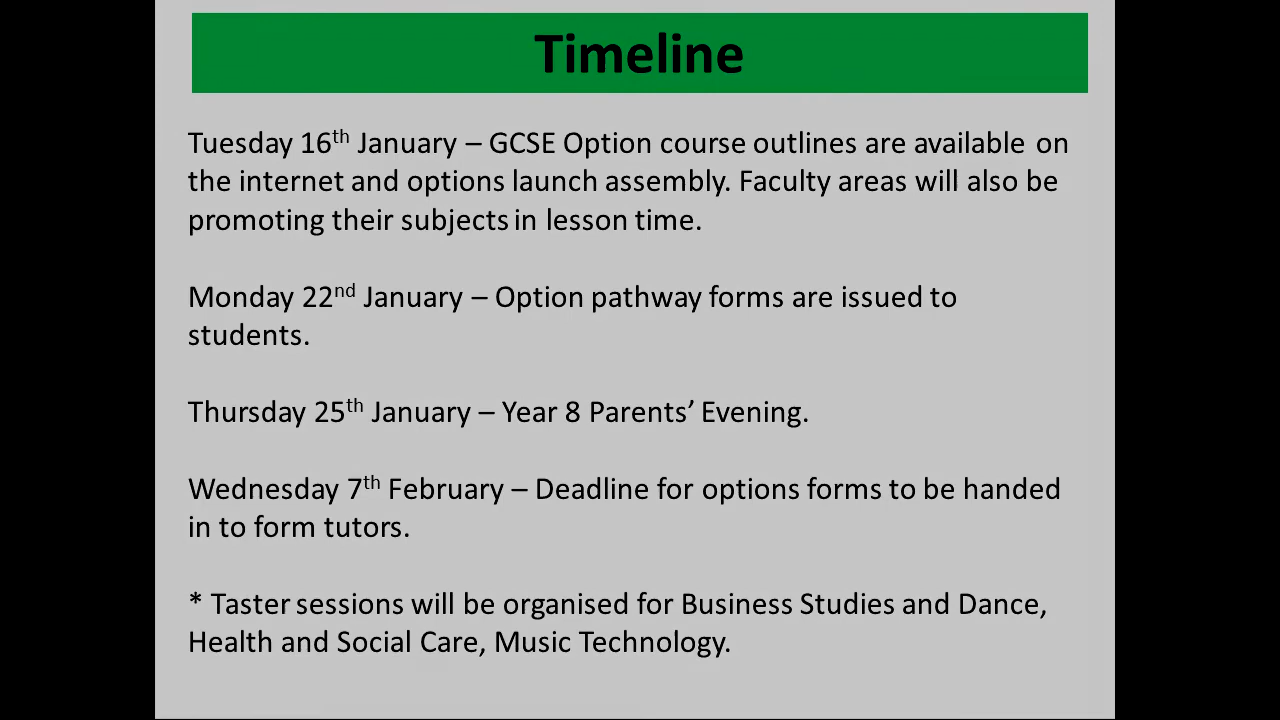 Timeline
Tuesday 16th January – GCSE Option course outlines are available on
the internet and options launch assembly. Faculty areas will also be
promoting their subjects in lesson time.
Monday 22nd January – Option pathway forms are issued to
students.
Thursday 25th January – Year 8 Parents’ Evening.
Wednesday 7th February – Deadline for options forms to be handed
in to form tutors.
* Taster sessions will be organised for Business Studies and Dance,
Health and Social Care, Music Technology.